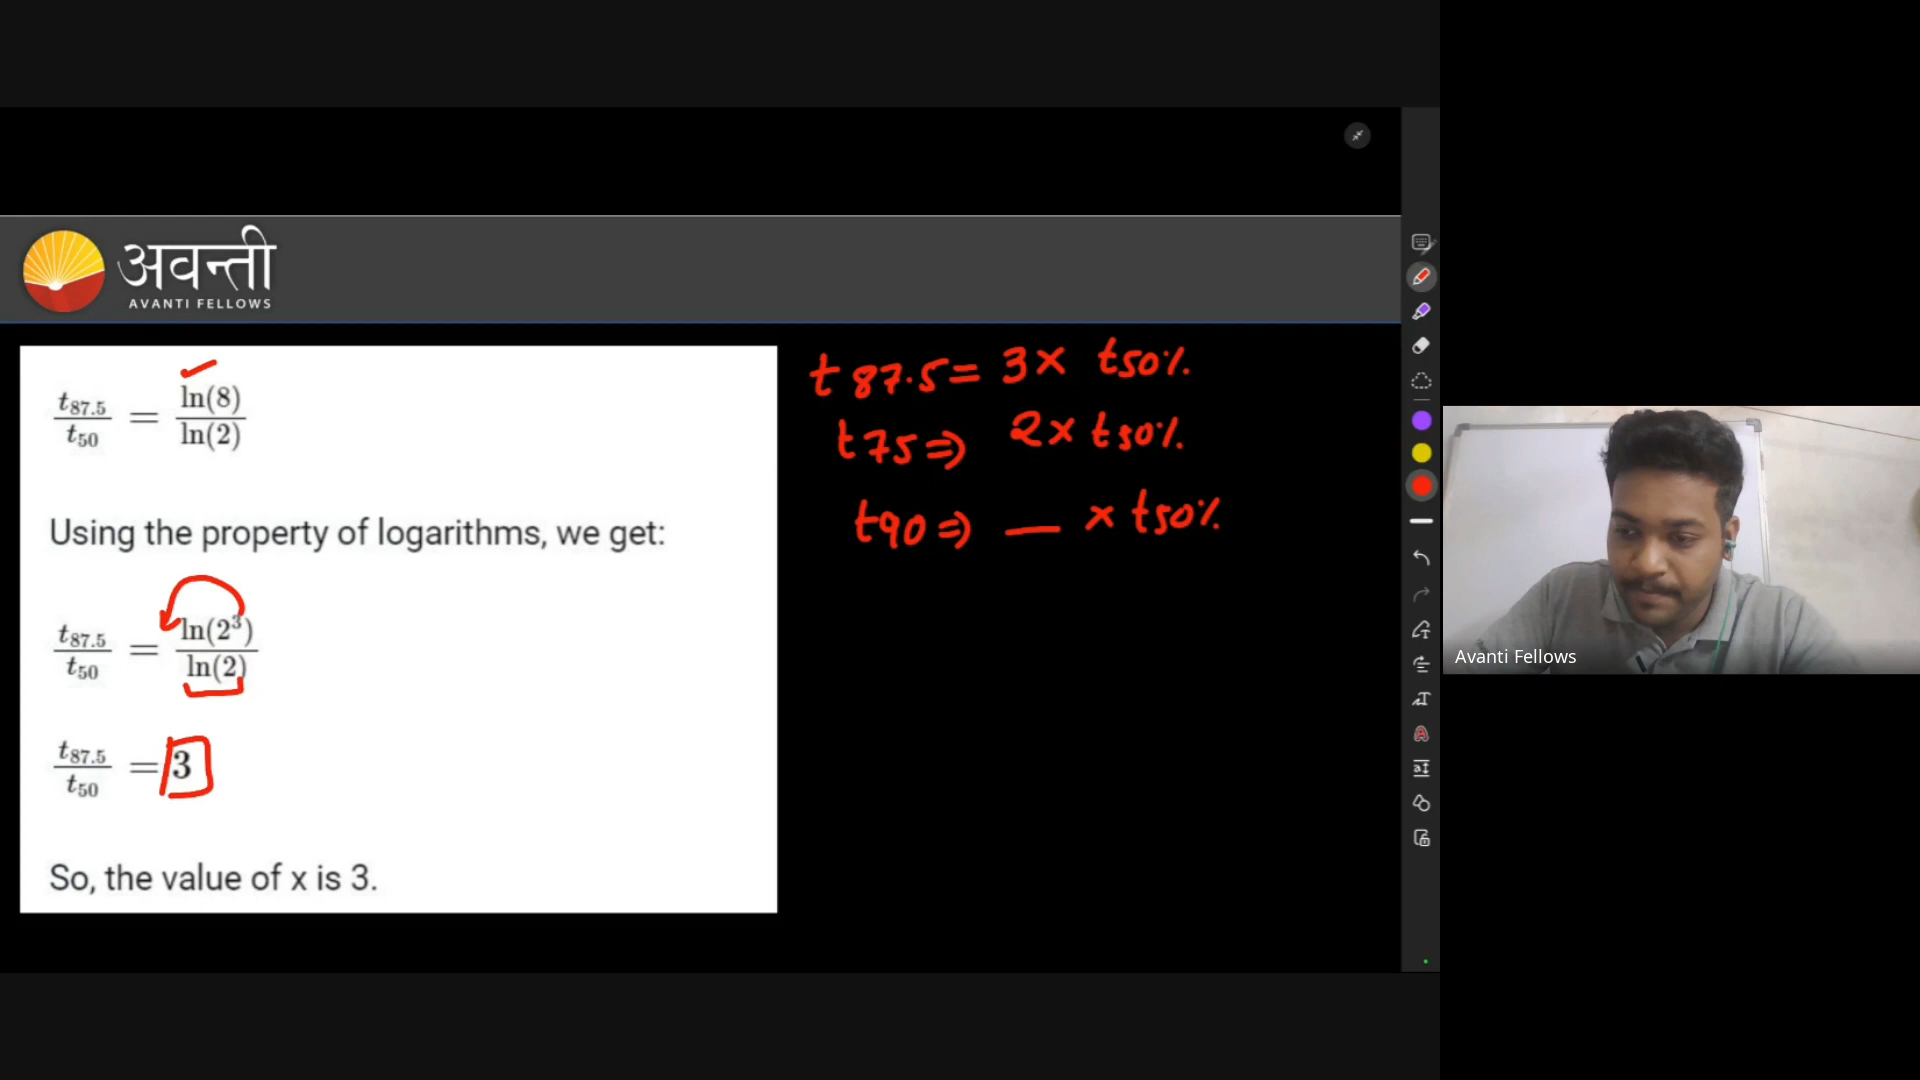 अवन्ती
AVANTI FELLOWS
t87.5/t50 = ln(8)/ln(2)
Using the property of logarithms, we get:
t87.5/t50 = ln(2³)/ln(2)
t87.5/t50 = 3
So, the value of x is 3.
t87.5 = 3 × t50%
t75 ⇒ 2 × t50%
t90 ⇒ __ × t50%
Avanti Fellows